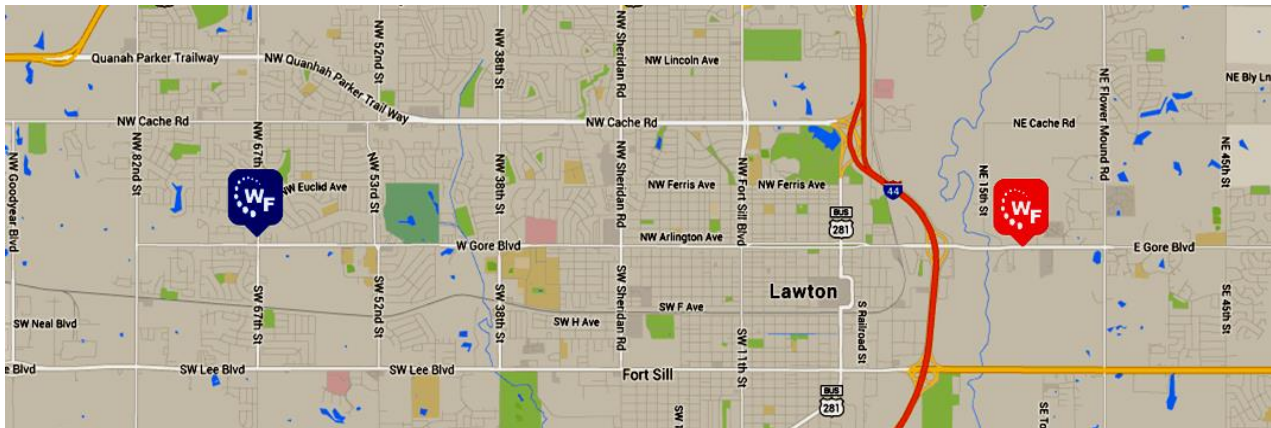 Quanah Parker Trailway
NW Quanhah Parker Trail Way
NW 52nd St
NW 38th St
NW Sheridan Rd
NW Lincoln Ave
NE Flower Mound Rd
NE Bly Ln
NW Cache Rd
NW Cache Rd
NE Cache Rd
NW Goodyear Blvd
NW 82nd St
NW 67th
NW Euclid Ave
NW 53rd St
NW 38th St
NW Sheridan Rd
NW Ferris Ave
NW Fort Sill Blvd
NW Ferris Ave
44
NE 15th St
NE 45th St
WF
WF
BUS
281
W Gore Blvd
NW Arlington Ave
E Gore Blvd
SW 67th St
SW 52nd St
SW 38th St
SW Sheridan Rd
SW F Ave
Lawton
S Railroad St
SE 45th St
SW Neal Blvd
SW H Ave
SW 11th St
NE 15th St
e Blvd
SW Lee Blvd
SW Lee Blvd
Fort Sill
BUS
281
SW 1
SE To